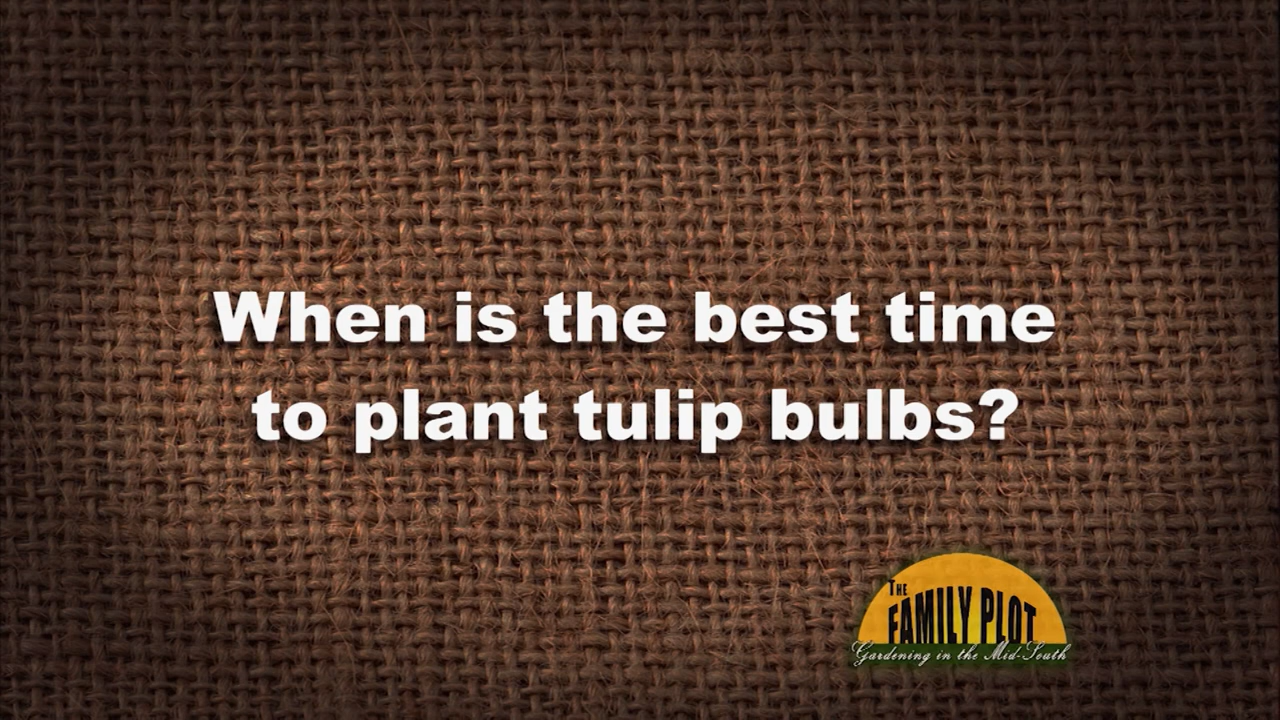 When is the best time
to plant tulip bulbs?
THE
FAMILY PLOT
Gardening in the Mid-South